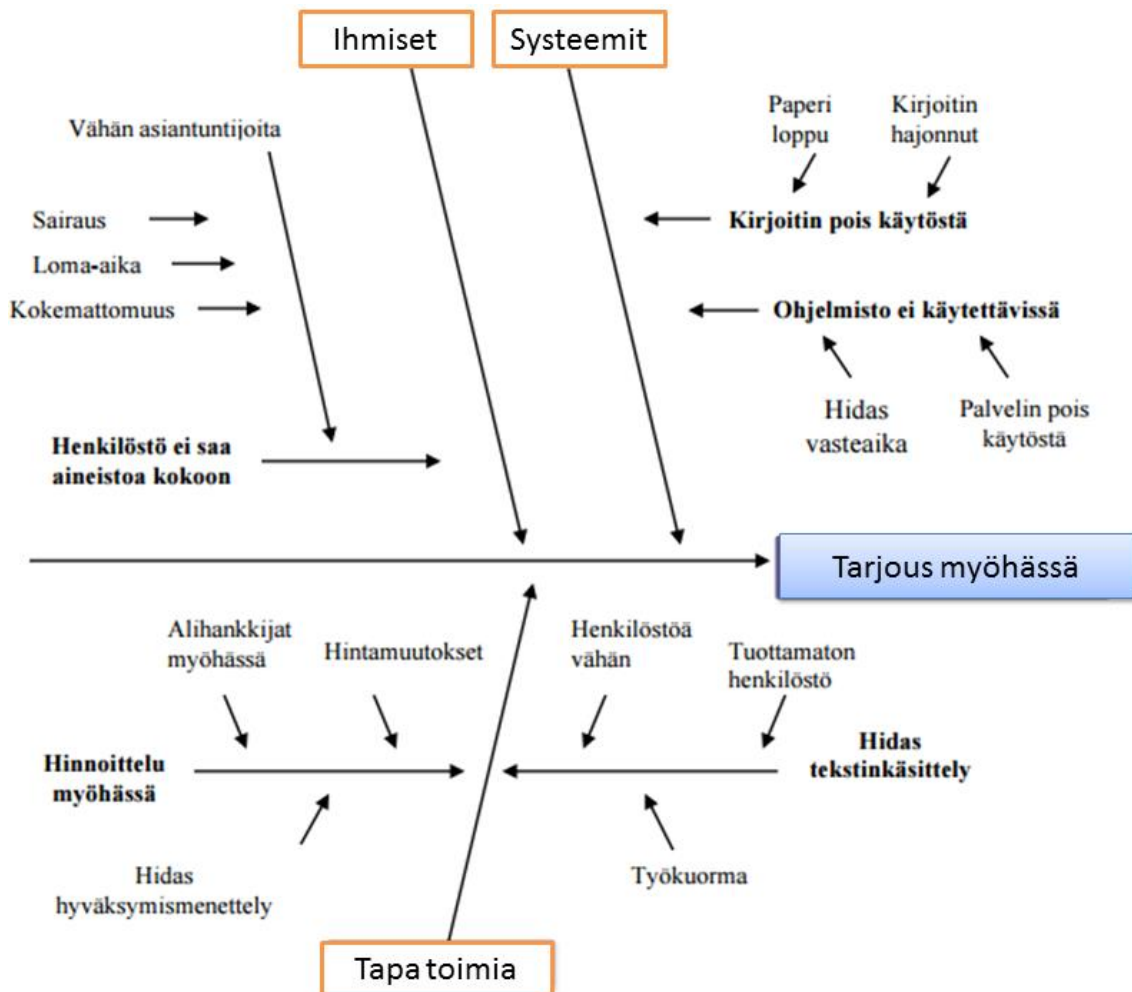 Ihmiset
Systeemit
Vähän asiantuntijoita
Sairaus
Loma-aika
Kokemattomuus
Henkilöstö ei saa
aineistoa kokoon
Paperi
loppu
Kirjoitin
hajonnut
Kirjoitin pois käytöstä
Ohjelmisto ei käytettävissä
Hidas
vasteaika
Palvelin pois
käytöstä
Tarjous myöhässä
Alihankkijat
myöhässä
Hintamuutokset
Henkilöstöä
vähän
Tuottamaton
henkilöstö
Hinnoittelu
myöhässä
Hidas
tekstinkäsittely
Hidas
hyväksymismenettely
Työkuorma
Tapa toimia